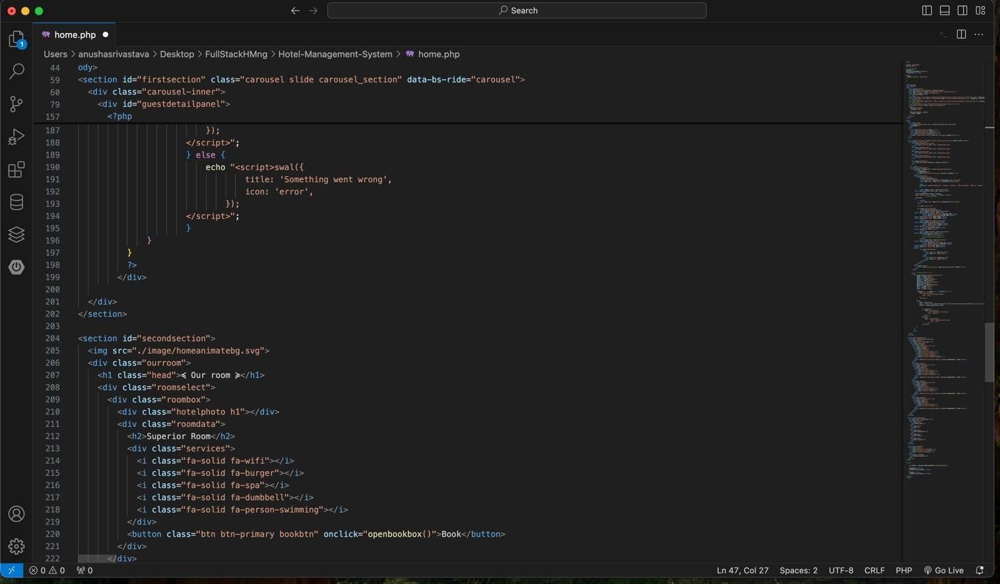 Search
home.php
1
Users > anushasrivastava > Desktop > FullStackHMng > Hotel-Management-System > home.php
44 ody>
59 <section id="firstsection" class="carousel slide carousel_section" data-bs-ride="carousel">
60 <div class="carousel-inner">
79 <div id="guestdetailpanel">
157 <?php
187 });
188 </script>";
189 } else {
190 echo "<script>swal({
191 title: 'Something went wrong',
192 icon: 'error',
193 });
194 </script>";
195 }
196 }
197 }
198 ?>
199 </div>
200
201 </div>
202 </section>
203
204 <section id="secondsection">
205 <img src="./image/homeanimatebg.svg">
206 <div class="ourroom">
207 <h1 class="head">≼ Our room ≽</h1>
208 <div class="roomselect">
209 <div class="roombox">
210 <div class="hotelphoto h1"></div>
211 <div class="roomdata">
212 <h2>Superior Room</h2>
213 <div class="services">
214 <i class="fa-solid fa-wifi"></i>
215 <i class="fa-solid fa-burger"></i>
216 <i class="fa-solid fa-spa"></i>
217 <i class="fa-solid fa-dumbbell"></i>
218 <i class="fa-solid fa-person-swimming"></i>
219 </div>
220 <button class="btn btn-primary bookbtn" onclick="openbookbox()">Book</button>
221 </div>
222 </div>
0 0 0 Ln 47, Col 27 Spaces: 2 UTF-8 CRLF PHP Go Live